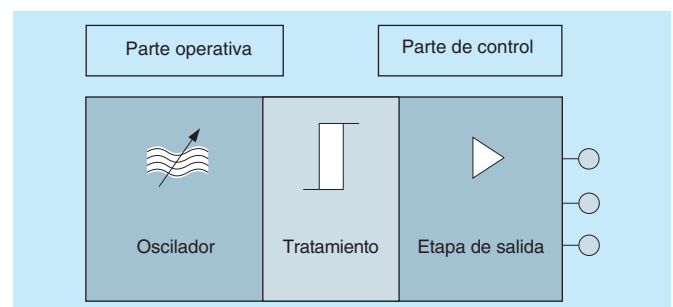 Parte operativa
Parte de control
Oscilador
Tratamiento
Etapa de salida